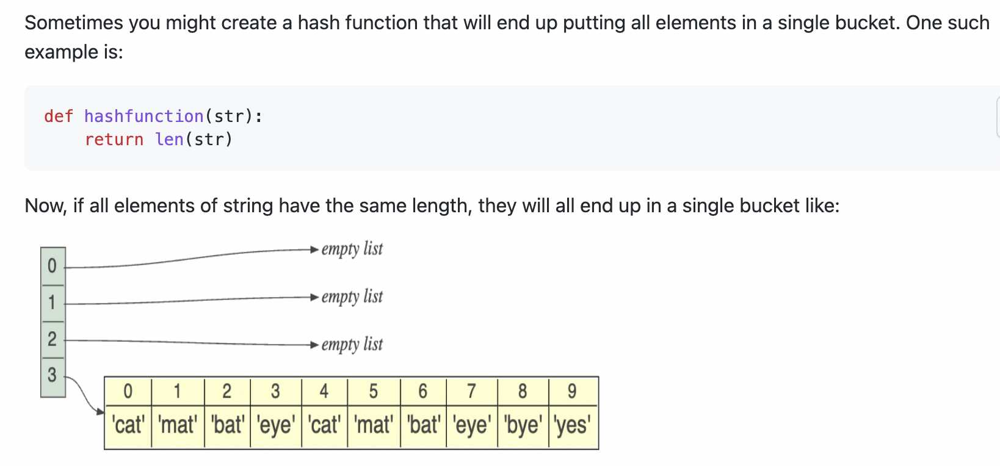 Sometimes you might create a hash function that will end up putting all elements in a single bucket. One such
example is:
def hashfunction(str):
    return len(str)
Now, if all elements of string have the same length, they will all end up in a single bucket like:
empty list
0
empty list
1
empty list
2
3
0 1 2 3 4 5 6 7 8 9
'cat' 'mat' 'bat' 'eye' 'cat' 'mat' 'bat' 'eye' 'bye' 'yes'